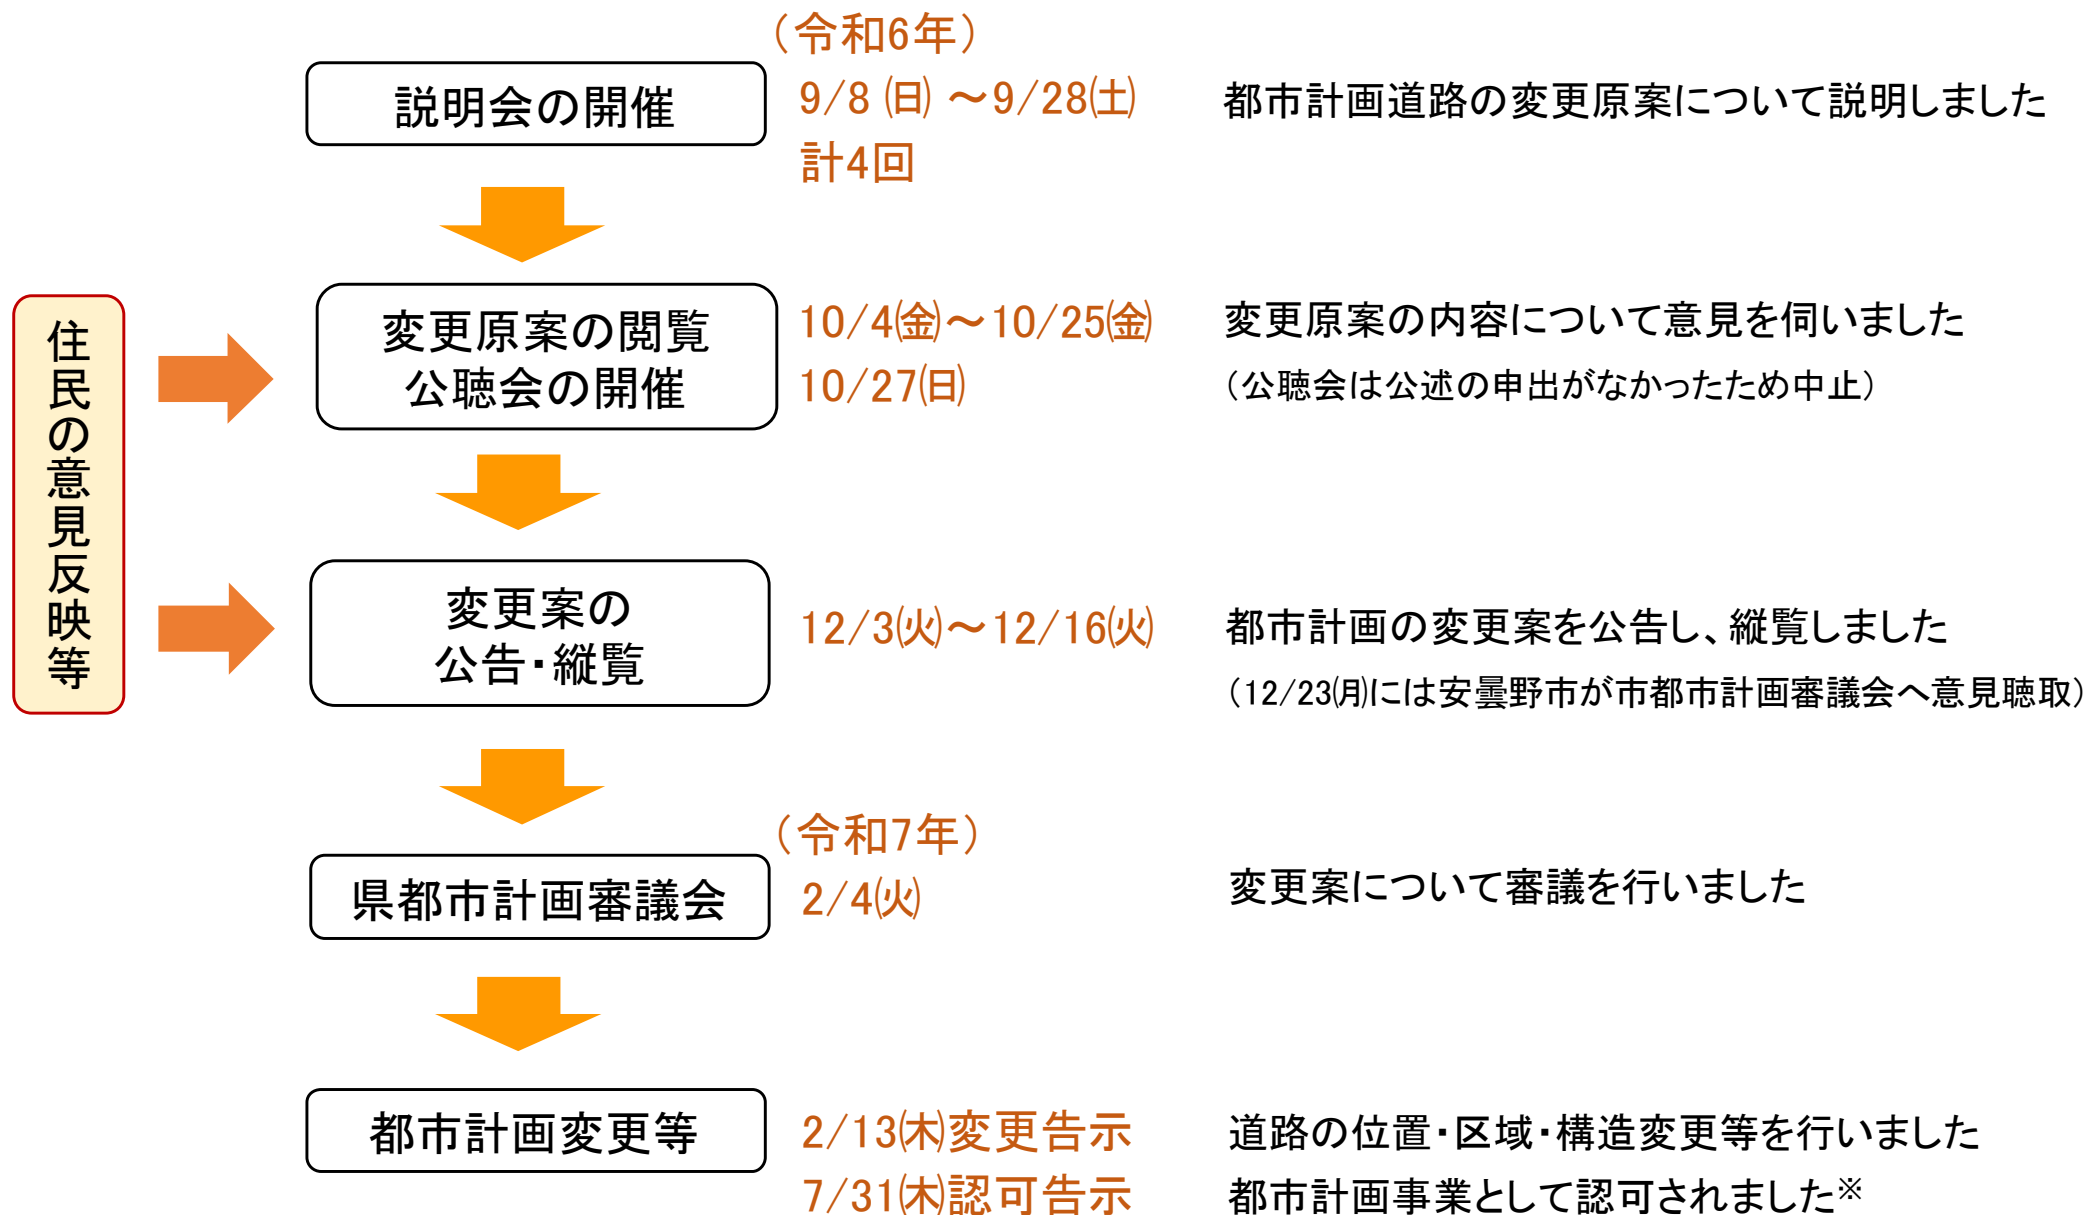 （令和6年）
説明会の開催
9/8 ㈰ ～9/28㈯
計4回
都市計画道路の変更原案について説明しました
住民の意見反映等
変更原案の閲覧
公聴会の開催
10/4㈮～10/25㈮
10/27㈰
変更原案の内容について意見を伺いました
（公聴会は公述の申出がなかったため中止）
変更案の
公告・縦覧
12/3㈫～12/16㈫
都市計画の変更案を公告し、縦覧しました
（12/23㈪には安曇野市が市都市計画審議会へ意見聴取）
（令和7年）
県都市計画審議会
2/4㈫
変更案について審議を行いました
都市計画変更等
2/13㈭変更告示
7/31㈭認可告示
道路の位置・区域・構造変更等を行いました
都市計画事業として認可されました※